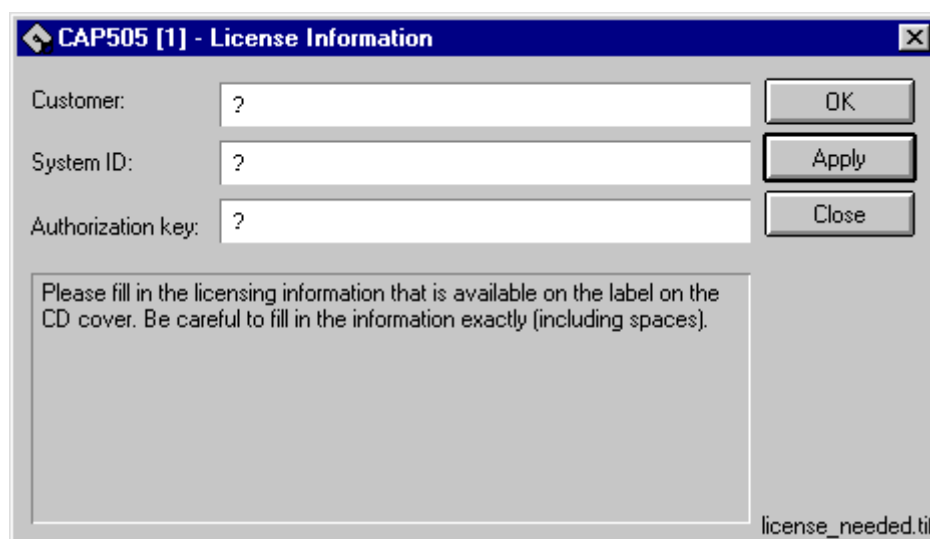 CAP505 [1] - License Information
Customer: ? OK
System ID: ? Apply
Authorization key: ? Close
Please fill in the licensing information that is available on the label on the
CD cover. Be careful to fill in the information exactly (including spaces).
license_needed.tif